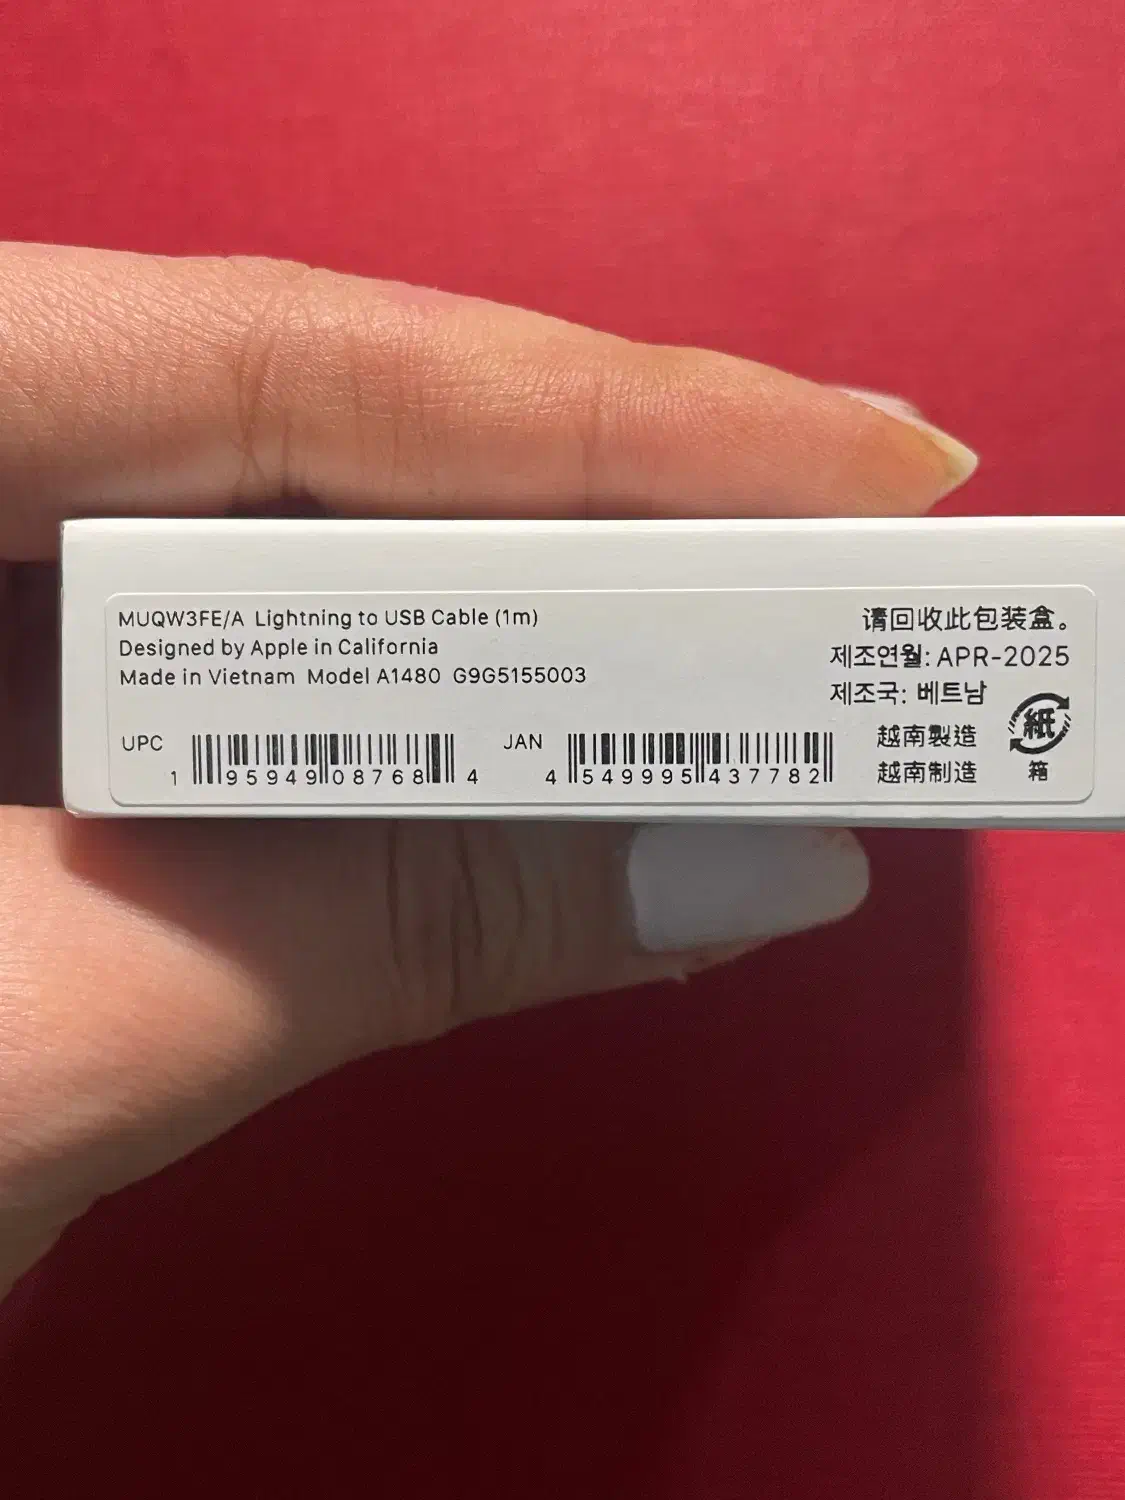 MUQW3FE/A Lightning to USB Cable (1m)
Designed by Apple in California
Made in Vietnam Model A1480 G9G5155003
UPC
1 95949 08768 4
JAN
4 549995 437782
请回收此包装盒。
제조연월: APR-2025
제조국: 베트남
越南製造
越南制造
紙
箱